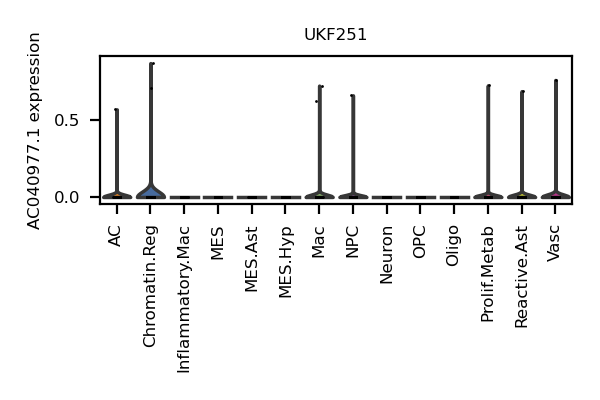 UKF251
AC040977.1 expression
0.5
0.0
AC
Chromatin.Reg
Inflammatory.Mac
MES
MES.Ast
MES.Hyp
Mac
NPC
Neuron
OPC
Oligo
Prolif.Metab
Reactive.Ast
Vasc